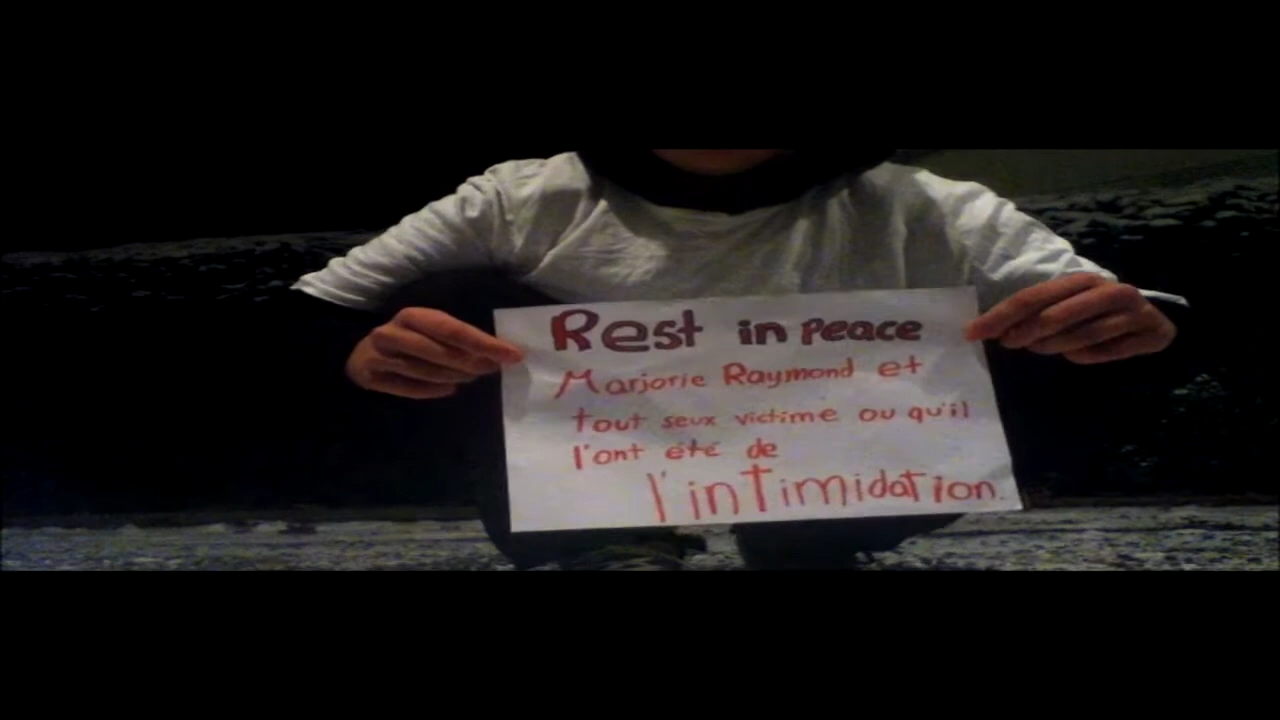 Rest in peace
Marjorie Raymond et
tout seux victime ou qu'il
l'ont été de
l'intimidation.